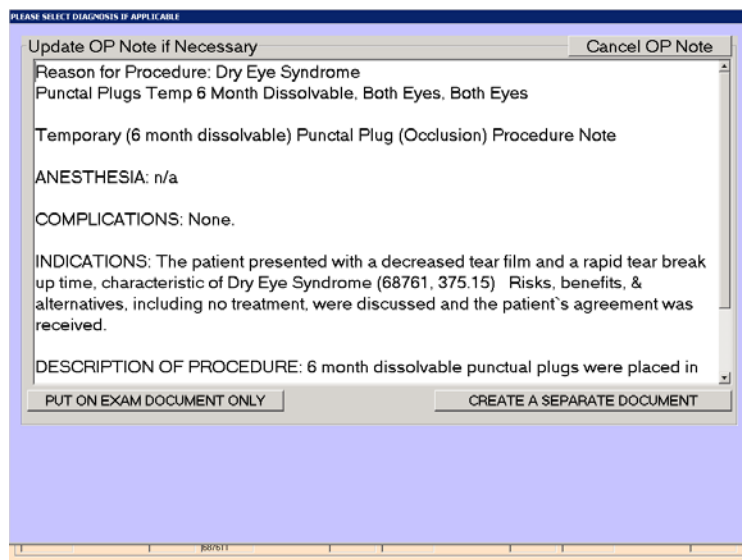 PLEASE SELECT DIAGNOSIS IF APPLICABLE
Update OP Note if Necessary
Cancel OP Note
Reason for Procedure: Dry Eye Syndrome
Punctal Plugs Temp 6 Month Dissolvable, Both Eyes, Both Eyes
Temporary (6 month dissolvable) Punctal Plug (Occlusion) Procedure Note
ANESTHESIA: n/a
COMPLICATIONS: None.
INDICATIONS: The patient presented with a decreased tear film and a rapid tear break
up time, characteristic of Dry Eye Syndrome (68761, 375.15)   Risks, benefits, &
alternatives, including no treatment, were discussed and the patient`s agreement was
received.
DESCRIPTION OF PROCEDURE: 6 month dissolvable punctual plugs were placed in
PUT ON EXAM DOCUMENT ONLY
CREATE A SEPARATE DOCUMENT